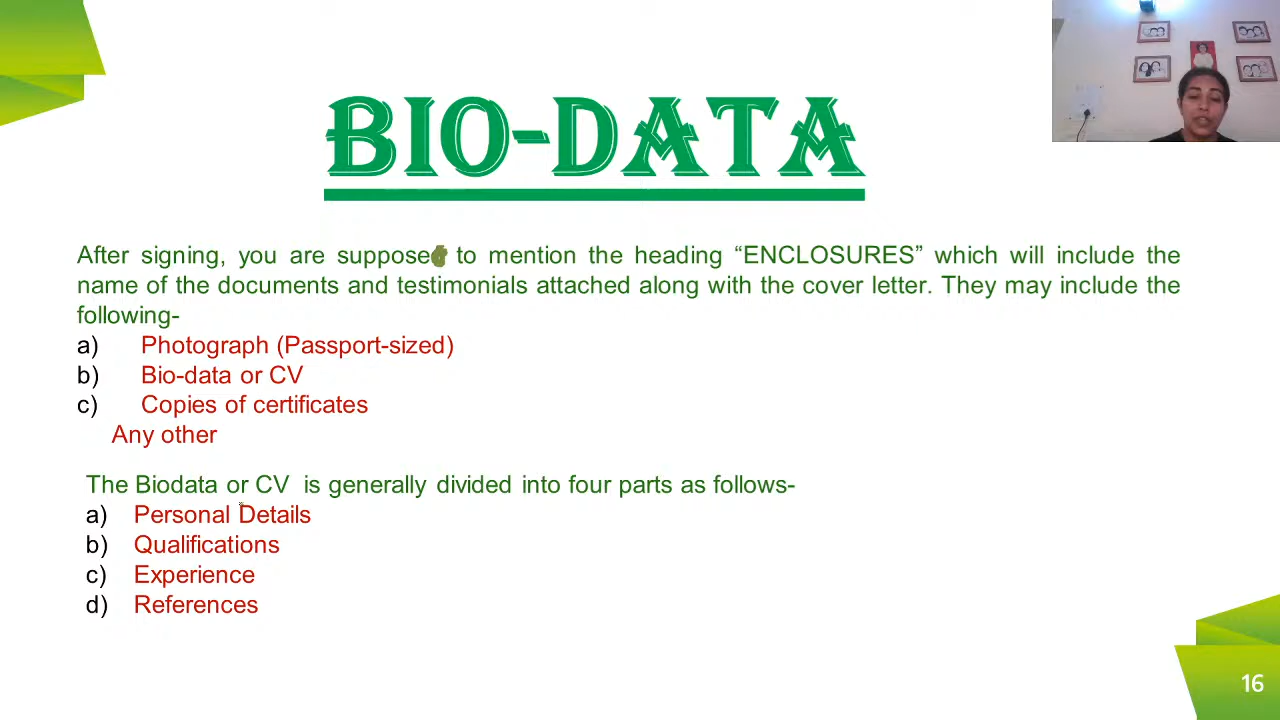 BIO-DATA
After signing, you are supposed to mention the heading “ENCLOSURES” which will include the
name of the documents and testimonials attached along with the cover letter. They may include the
following-
a) Photograph (Passport-sized)
b) Bio-data or CV
c) Copies of certificates
Any other
The Biodata or CV is generally divided into four parts as follows-
a) Personal Details
b) Qualifications
c) Experience
d) References
16